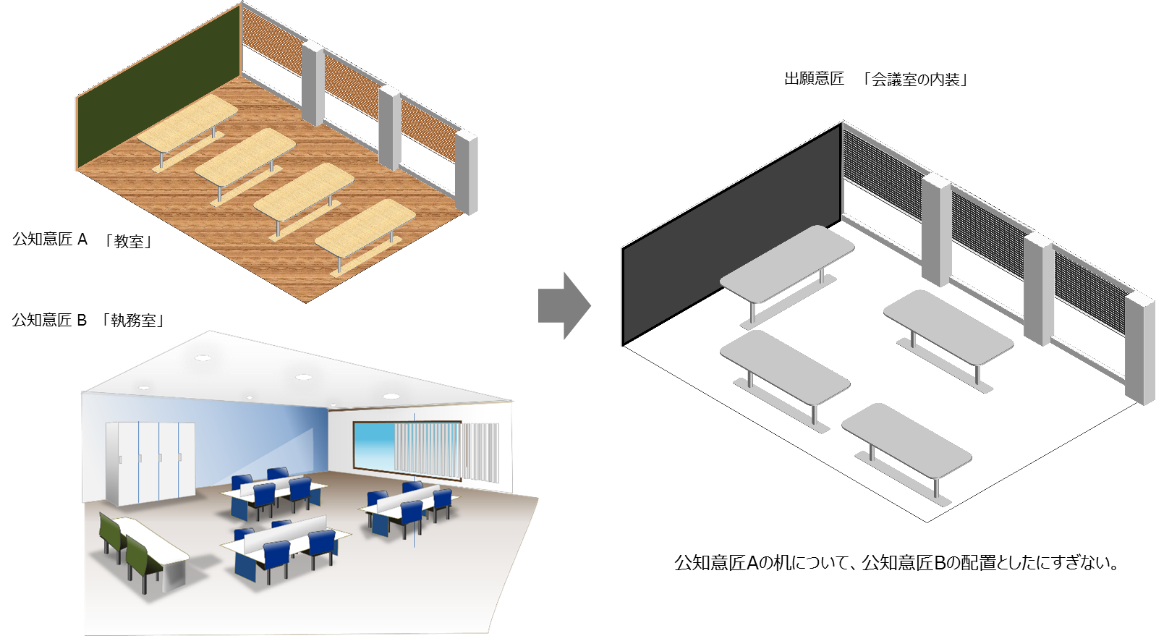 公知意匠 A 「教室」
公知意匠 B 「執務室」
出願意匠 「会議室の内装」
公知意匠Aの机について、公知意匠Bの配置としたにすぎない。